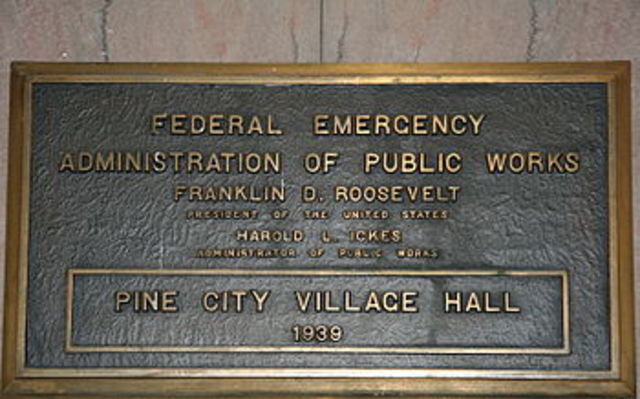 FEDERAL EMERGENCY
ADMINISTRATION OF PUBLIC WORKS
FRANKLIN D. ROOSEVELT
PRESIDENT OF THE UNITED STATES
HAROLD L. ICKES
ADMINISTRATOR OF PUBLIC WORKS
PINE CITY VILLAGE HALL
1939